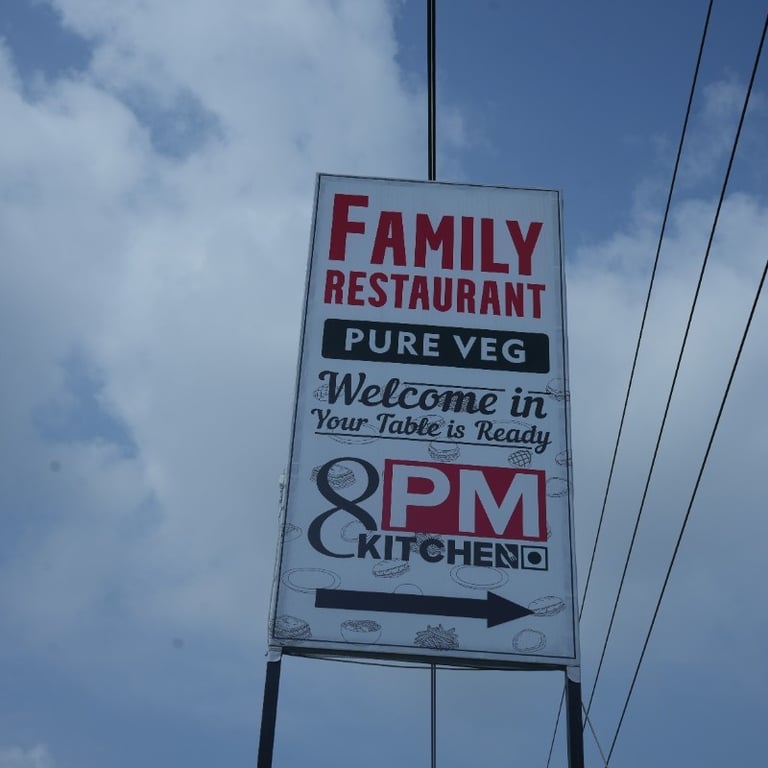 FAMILY
RESTAURANT
PURE VEG
Welcome in
Your Table is Ready
8PM
KITCHEN